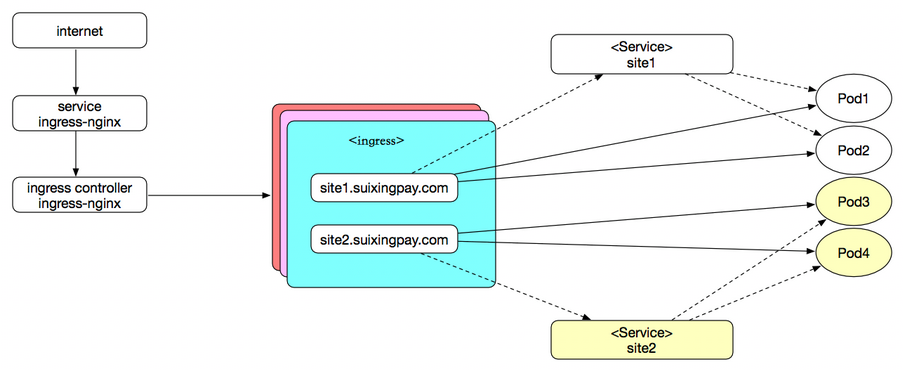 internet
service
ingress-nginx
ingress controller
ingress-nginx
<ingress>
site1.suixingpay.com
site2.suixingpay.com
<Service>
site1
<Service>
site2
Pod1
Pod2
Pod3
Pod4